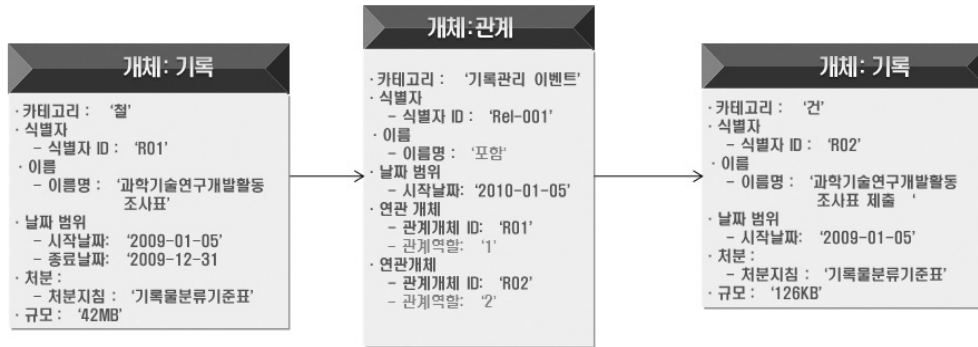 개체: 기록
· 카테고리 : ‘철’
· 식별자
– 식별자 ID : ‘R01’
· 이름
– 이름명 : ‘과학기술연구개발활동
조사표’
· 날짜 범위
– 시작날짜: ‘2009-01-05’
– 종료날짜: ‘2009-12-31
· 처분 :
– 처분지침 : ‘기록물분류기준표’
· 규모 : ‘42MB’
개체:관계
· 카테고리 : ‘기록관리 이벤트’
· 식별자
– 식별자 ID : ‘Rel-001’
· 이름
– 이름명 : ‘포함’
· 날짜 범위
– 시작날짜: ‘2010-01-05’
· 연관 개체
– 관계개체 ID: ‘R01’
– 관계역할: ‘1’
· 연관개체
– 관계개체 ID: ‘R02’
– 관계역할: ‘2’
개체: 기록
· 카테고리 : ‘건’
· 식별자
– 식별자 ID : ‘R02’
· 이름
– 이름명 : ‘과학기술연구개발활동
조사표 제출 ‘
· 날짜 범위
– 시작날짜: ‘2009-01-05’
· 처분 :
– 처분지침 : ‘기록물분류기준표’
· 규모 : ‘126KB’